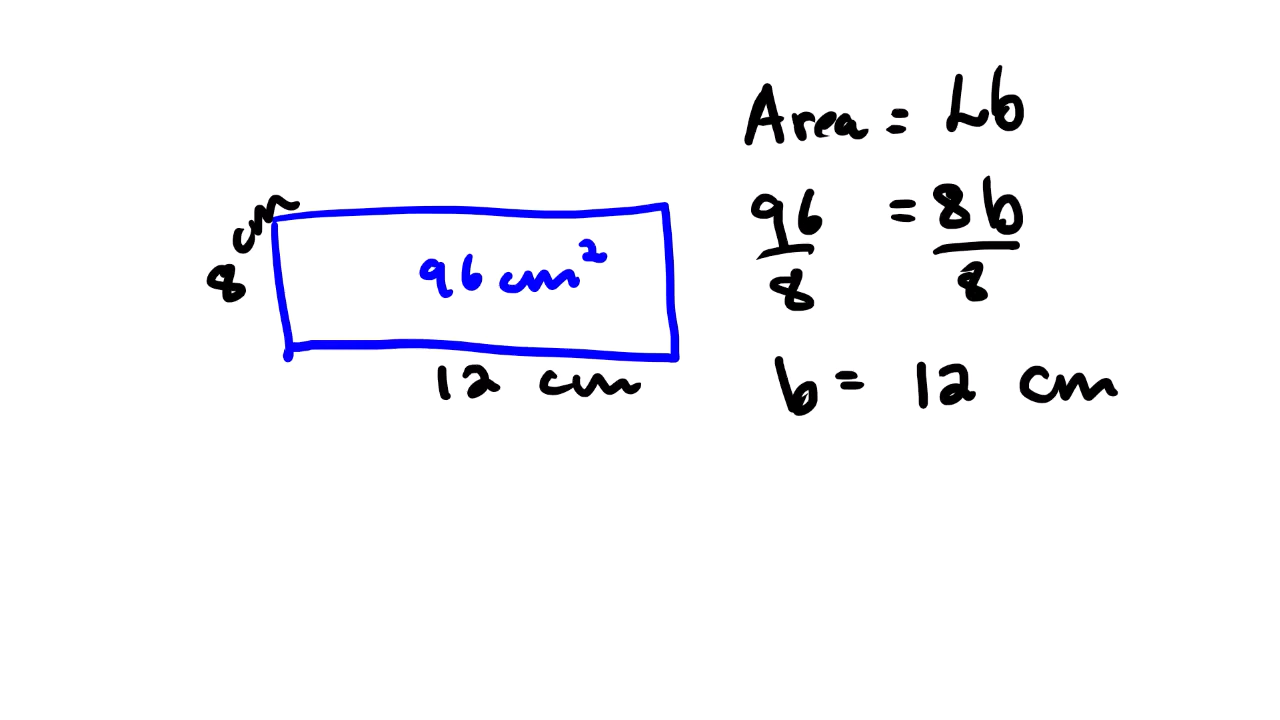 Area = Lb
96 = 8b
8 8
b = 12 cm
8 cm
96 cm²
12 cm